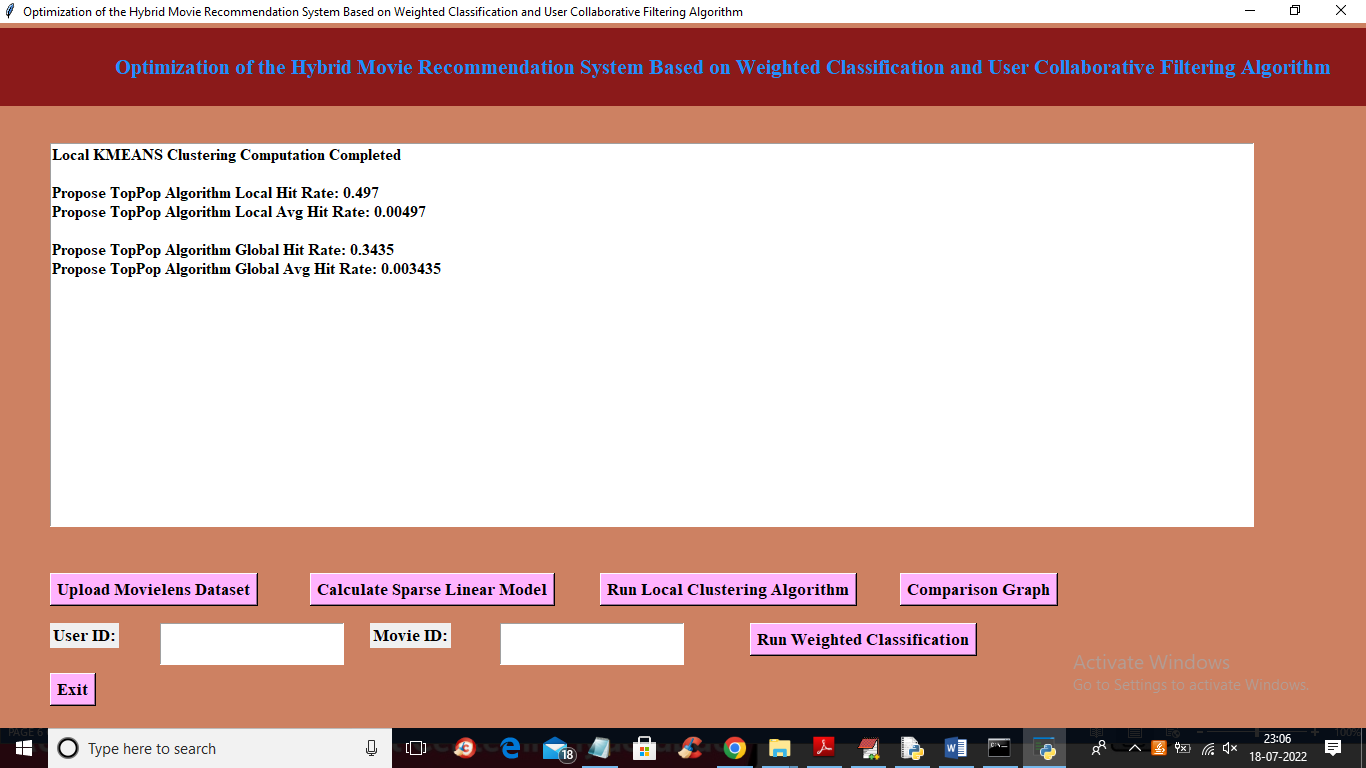 Optimization of the Hybrid Movie Recommendation System Based on Weighted Classification and User Collaborative Filtering Algorithm
Optimization of the Hybrid Movie Recommendation System Based on Weighted Classification and User Collaborative Filtering Algorithm
Local KMEANS Clustering Computation Completed
Propose TopPop Algorithm Local Hit Rate: 0.497
Propose TopPop Algorithm Local Avg Hit Rate: 0.00497
Propose TopPop Algorithm Global Hit Rate: 0.3435
Propose TopPop Algorithm Global Avg Hit Rate: 0.003435
Upload Movielens Dataset Calculate Sparse Linear Model Run Local Clustering Algorithm Comparison Graph
User ID: Movie ID: Run Weighted Classification
Activate Windows
Go to Settings to activate Windows.
Exit
PAGE 6
100%
Type here to search
18
23:06
18-07-2022